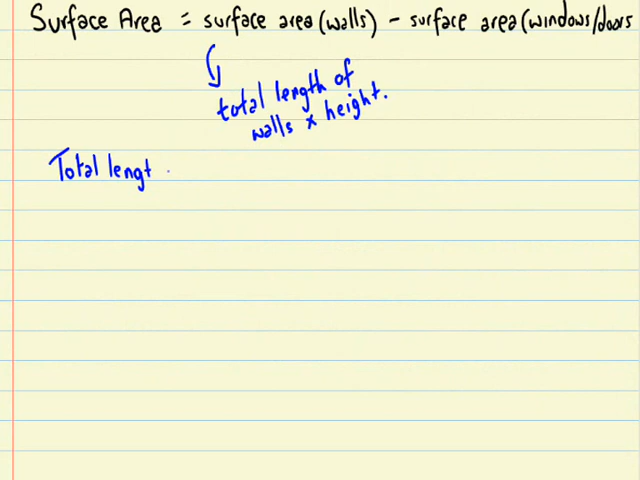 Surface Area = surface area (walls) - surface area (windows/doors
total length of
walls x height.
Total lengt